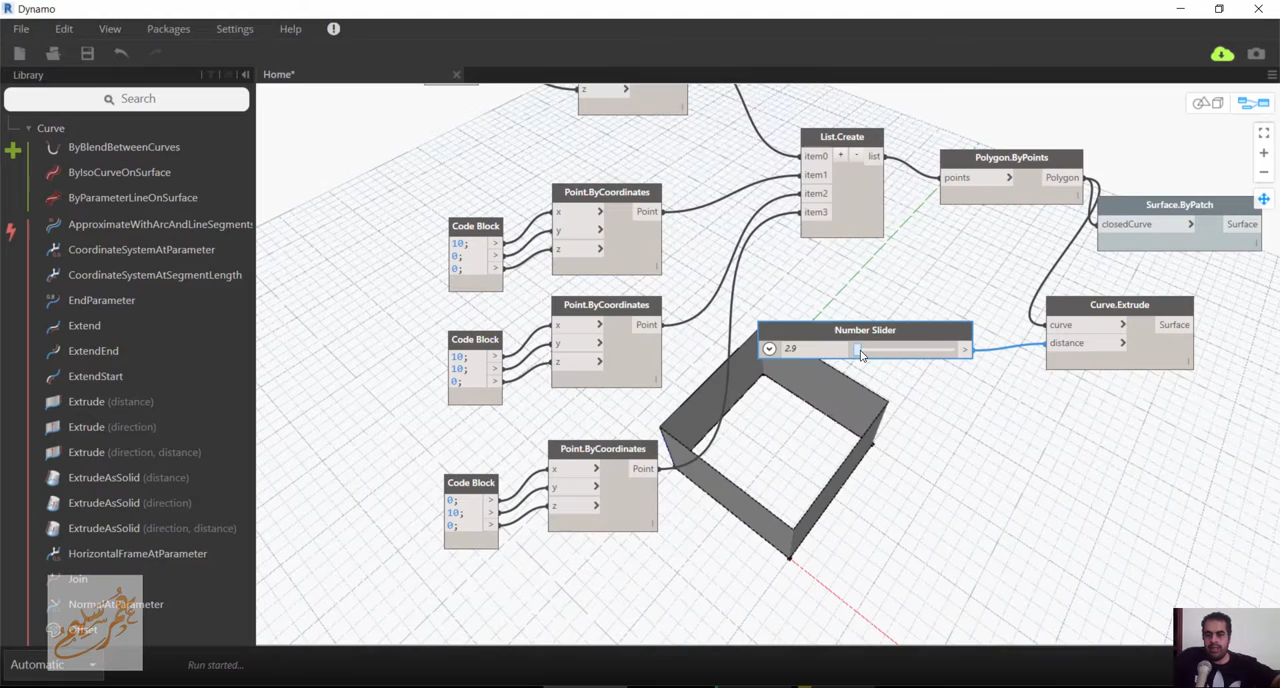 Dynamo
File Edit View Packages Settings Help
Library
Home*
Search
Curve
ByBlendBetweenCurves
ByIsoCurveOnSurface
ByParameterLineOnSurface
ApproximateWithArcAndLineSegments
CoordinateSystemAtParameter
CoordinateSystemAtSegmentLength
EndParameter
Extend
ExtendEnd
ExtendStart
Extrude (distance)
Extrude (direction)
Extrude (direction, distance)
ExtrudeAsSolid (distance)
ExtrudeAsSolid (direction)
ExtrudeAsSolid (direction, distance)
HorizontalFrameAtParameter
Join
NormalAtParameter
Offset
Automatic
Run started...
z >
List.Create
item0 + - list
item1
item2
item3
Polygon.ByPoints
points > Polygon
Surface.ByPatch
closedCurve > Surface
Code Block
10; >
0; >
0; >
Point.ByCoordinates
x > Point
y >
z >
Code Block
10; >
10; >
0; >
Point.ByCoordinates
x > Point
y >
z >
Number Slider
2.9 >
Curve.Extrude
curve > Surface
distance >
Code Block
0; >
10; >
0; >
Point.ByCoordinates
x > Point
y >
z >